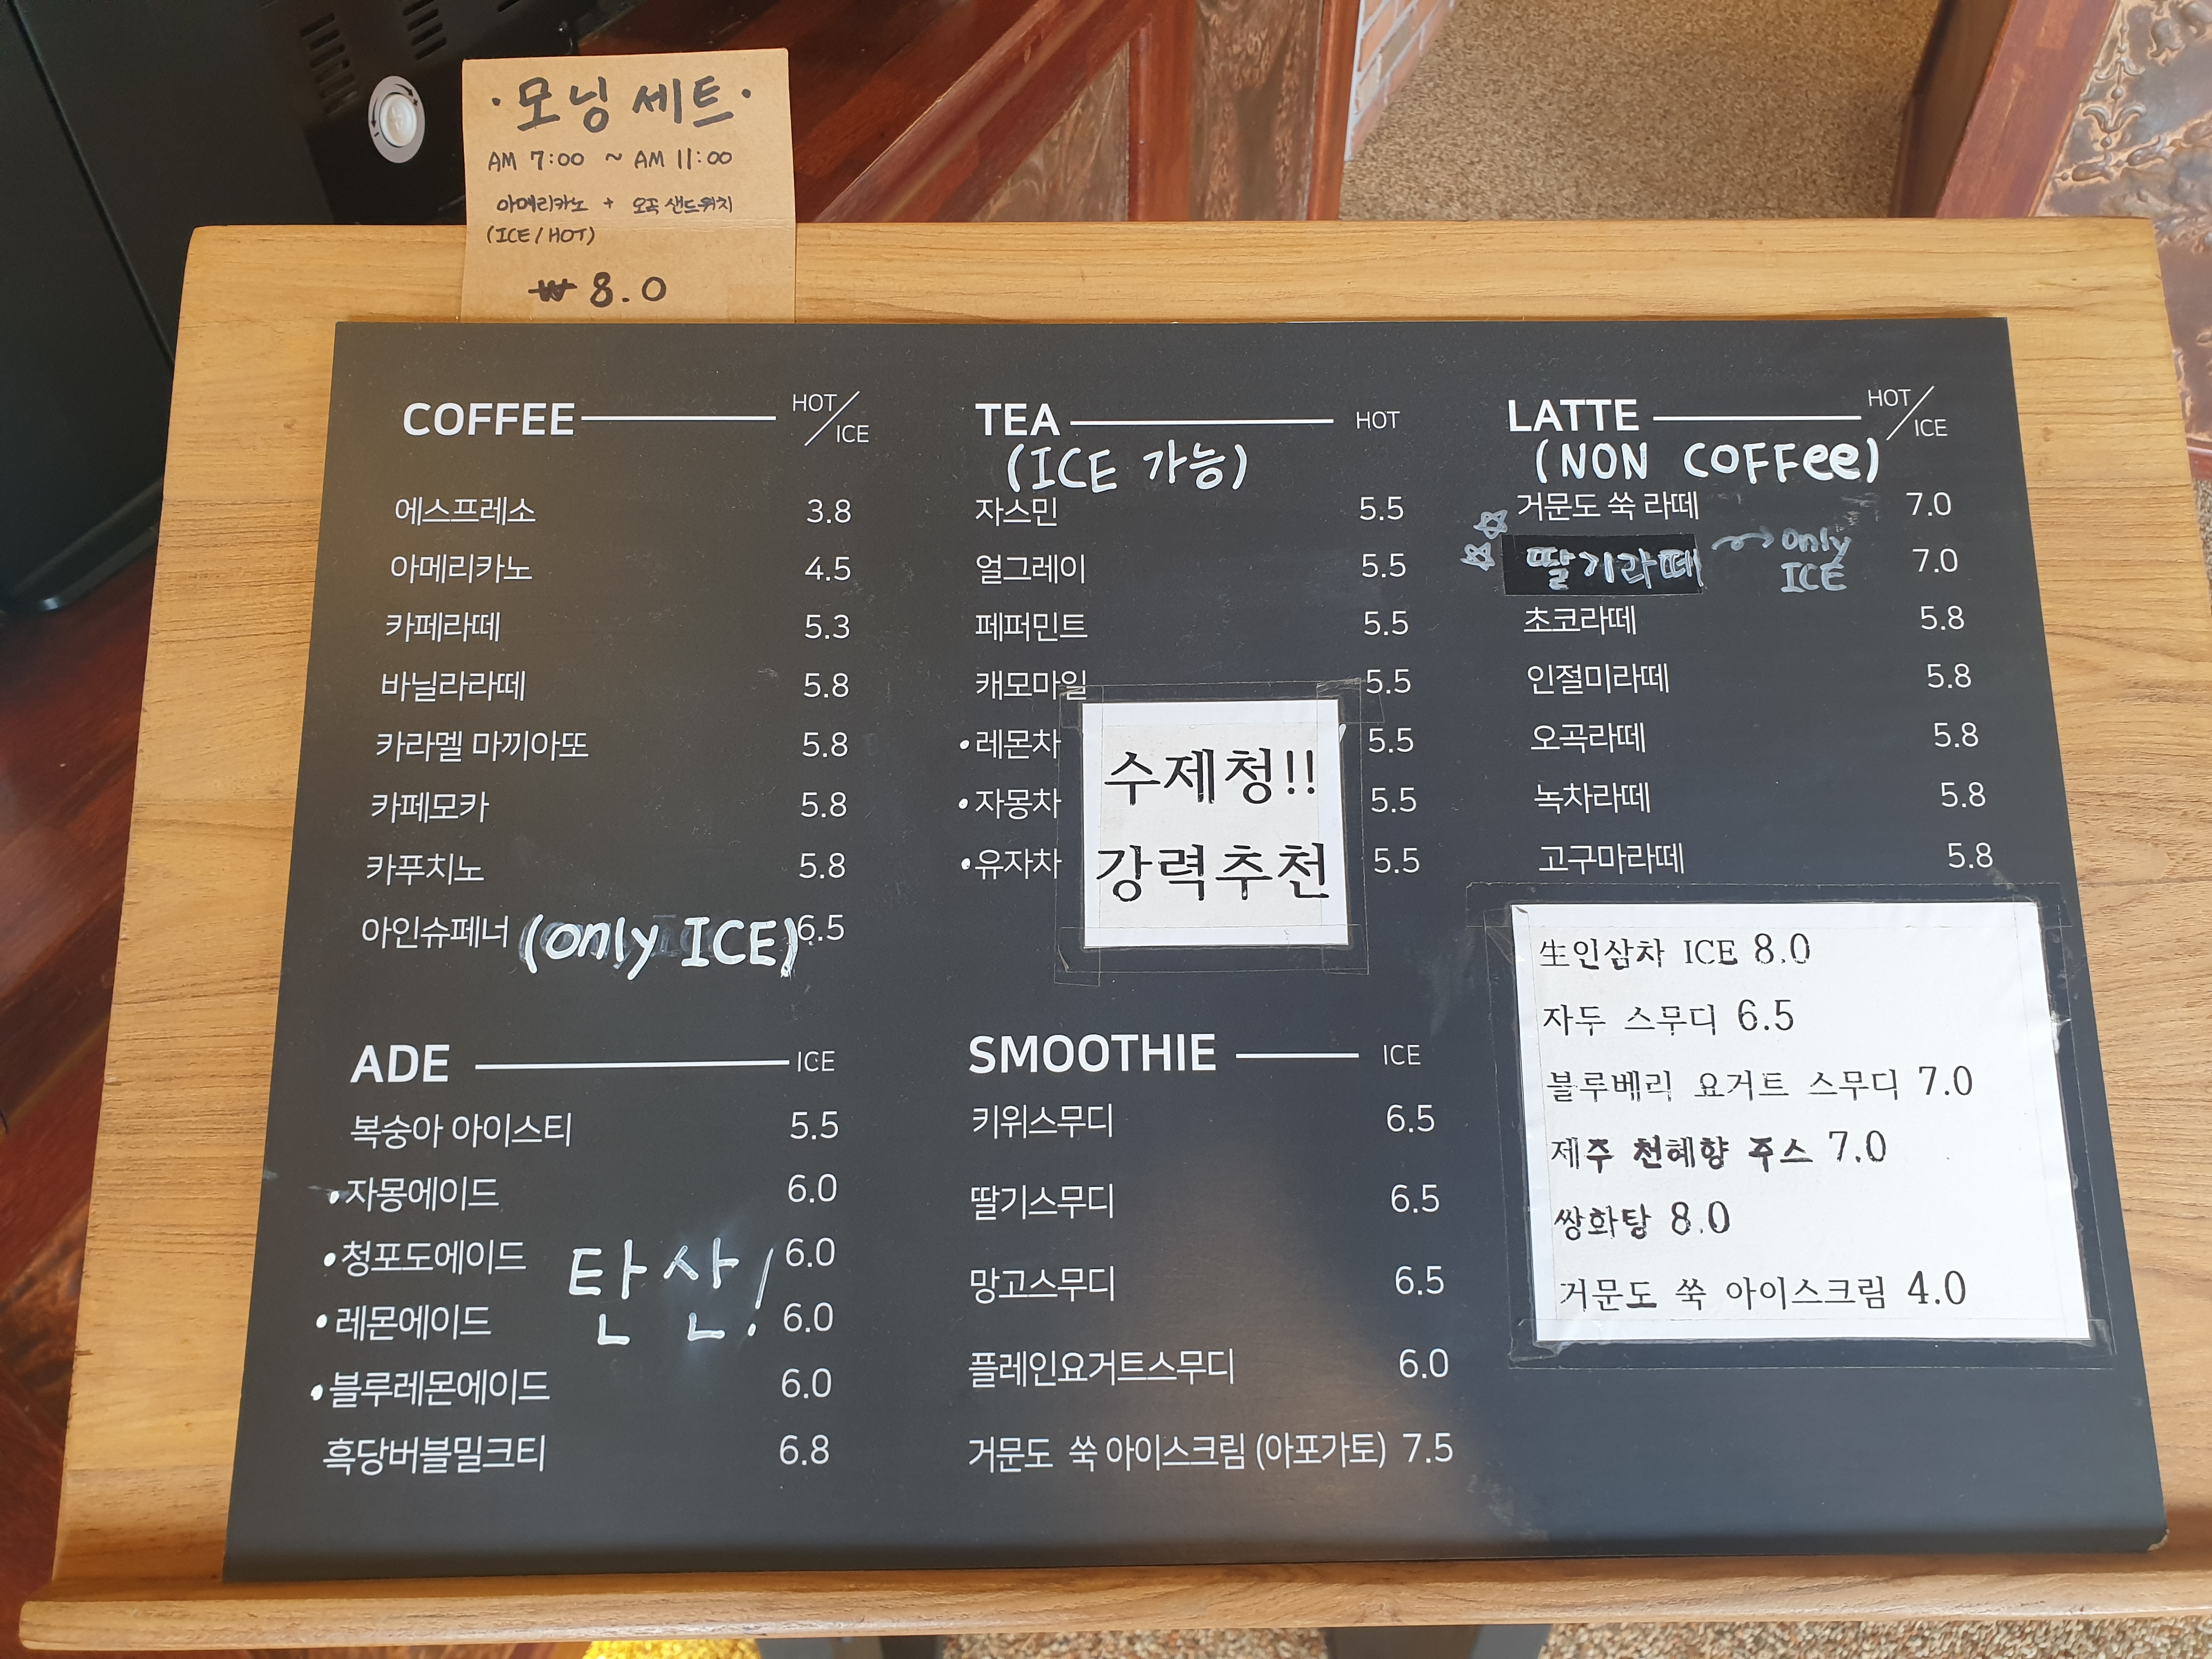 ·모닝 세트·
AM 7:00 ~ AM 11:00
아메리카노 + 오곡 샌드위치
(ICE / HOT)
₩ 8.0
COFFEE HOT/ICE
에스프레소 3.8
아메리카노 4.5
카페라떼 5.3
바닐라라떼 5.8
카라멜 마끼아또 5.8
카페모카 5.8
카푸치노 5.8
아인슈페너 (only ICE) 6.5
TEA HOT
(ICE 가능)
자스민 5.5
얼그레이 5.5
페퍼민트 5.5
캐모마일 5.5
•레몬차 5.5
•자몽차 5.5
•유자차 5.5
수제청!!
강력추천
LATTE HOT/ICE
(NON COFFee)
거문도 쑥 라떼 7.0
☆☆ 딸기라떼 → only ICE 7.0
초코라떼 5.8
인절미라떼 5.8
오곡라떼 5.8
녹차라떼 5.8
고구마라떼 5.8
生인삼차 ICE 8.0
자두 스무디 6.5
블루베리 요거트 스무디 7.0
제주 천혜향 주스 7.0
쌍화탕 8.0
거문도 쑥 아이스크림 4.0
ADE ICE
복숭아 아이스티 5.5
•자몽에이드 6.0
•청포도에이드 6.0
•레몬에이드 6.0
•블루레몬에이드 6.0
흑당버블밀크티 6.8
탄산!
SMOOTHIE ICE
키위스무디 6.5
딸기스무디 6.5
망고스무디 6.5
플레인요거트스무디 6.0
거문도 쑥 아이스크림 (아포가토) 7.5